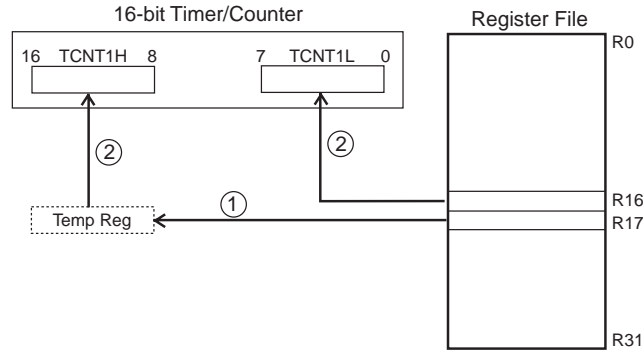 16-bit Timer/Counter
Register File
R0
16 TCNT1H 8
7 TCNT1L 0
2
2
R16
1
Temp Reg
R17
R31